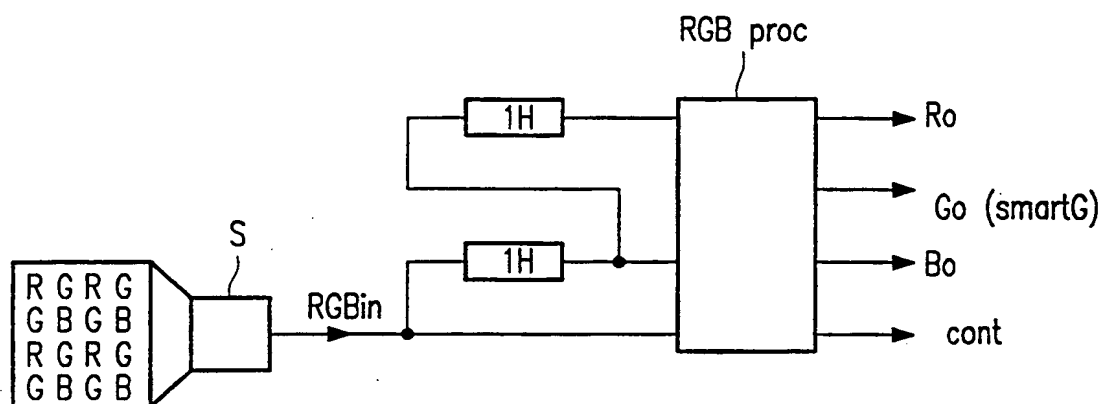 RGB proc
1H
Ro
Go (smartG)
S
1H
Bo
RGBin
cont
R G R G
G B G B
R G R G
G B G B